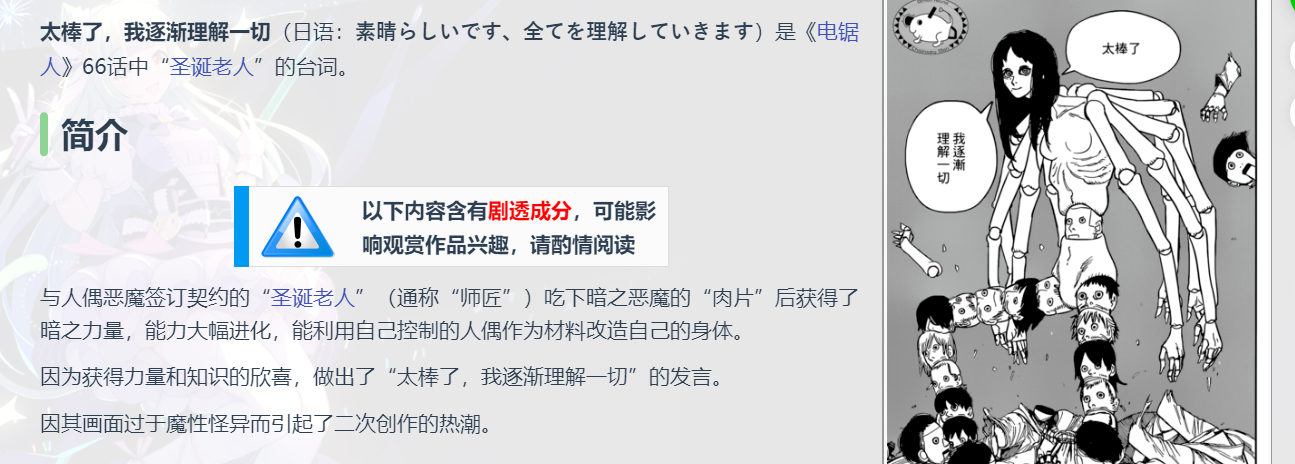 太棒了，我逐渐理解一切（日语：素晴らしいです、全てを理解していきます）是《电锯
人》66话中“圣诞老人”的台词。
简介
以下内容含有剧透成分，可能影
响观赏作品兴趣，请酌情阅读
与人偶恶魔签订契约的“圣诞老人”（通称“师匠”）吃下暗之恶魔的“肉片”后获得了
暗之力量，能力大幅进化，能利用自己控制的人偶作为材料改造自己的身体。
因为获得力量和知识的欣喜，做出了“太棒了，我逐渐理解一切”的发言。
因其画面过于魔性怪异而引起了二次创作的热潮。
太棒了
我逐漸
理解一切